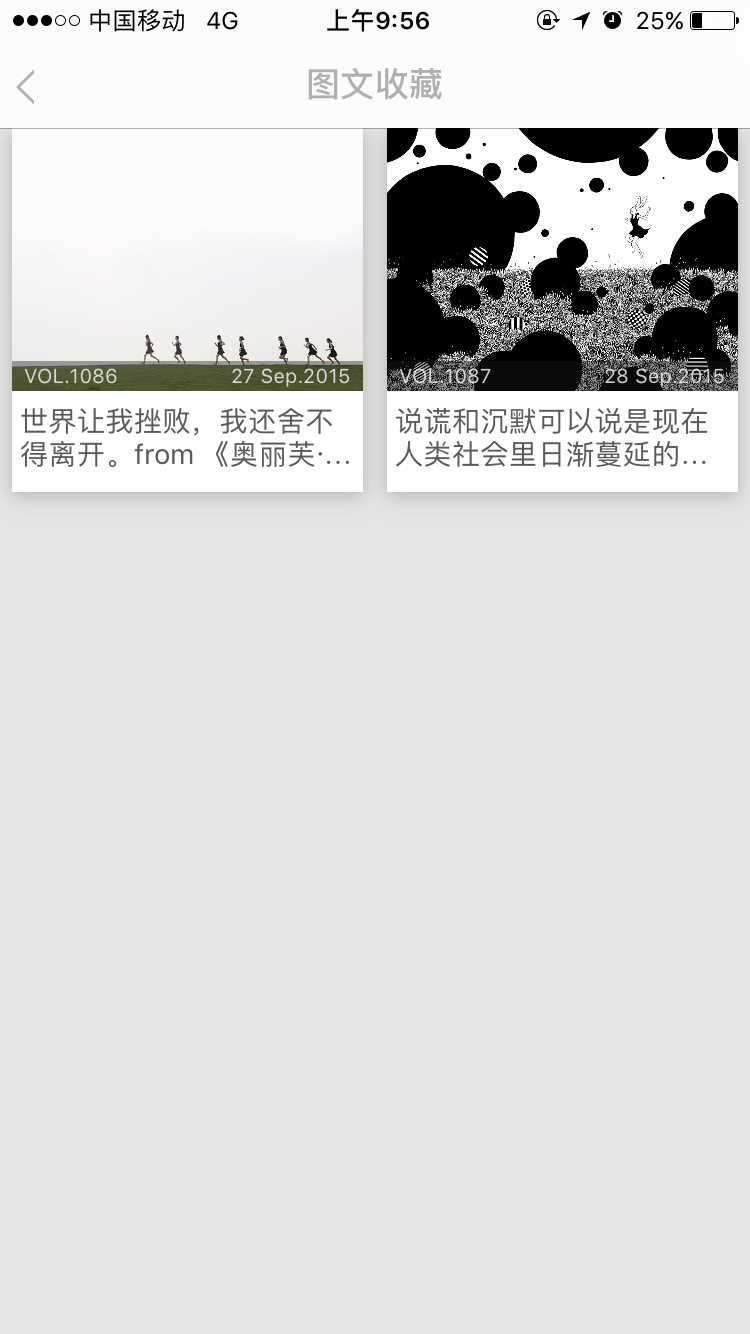 中国移动 4G 上午9:56 25%
图文收藏
VOL.1086 27 Sep.2015
世界让我挫败，我还舍不
得离开。from 《奥丽芙·…
VOL.1087 28 Sep.2015
说谎和沉默可以说是现在
人类社会里日渐蔓延的…